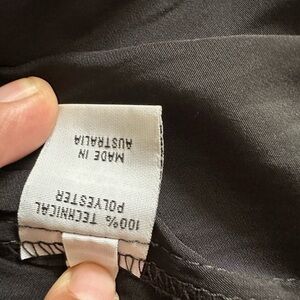 100% TECHNICAL
POLYESTER
MADE IN
AUSTRALIA